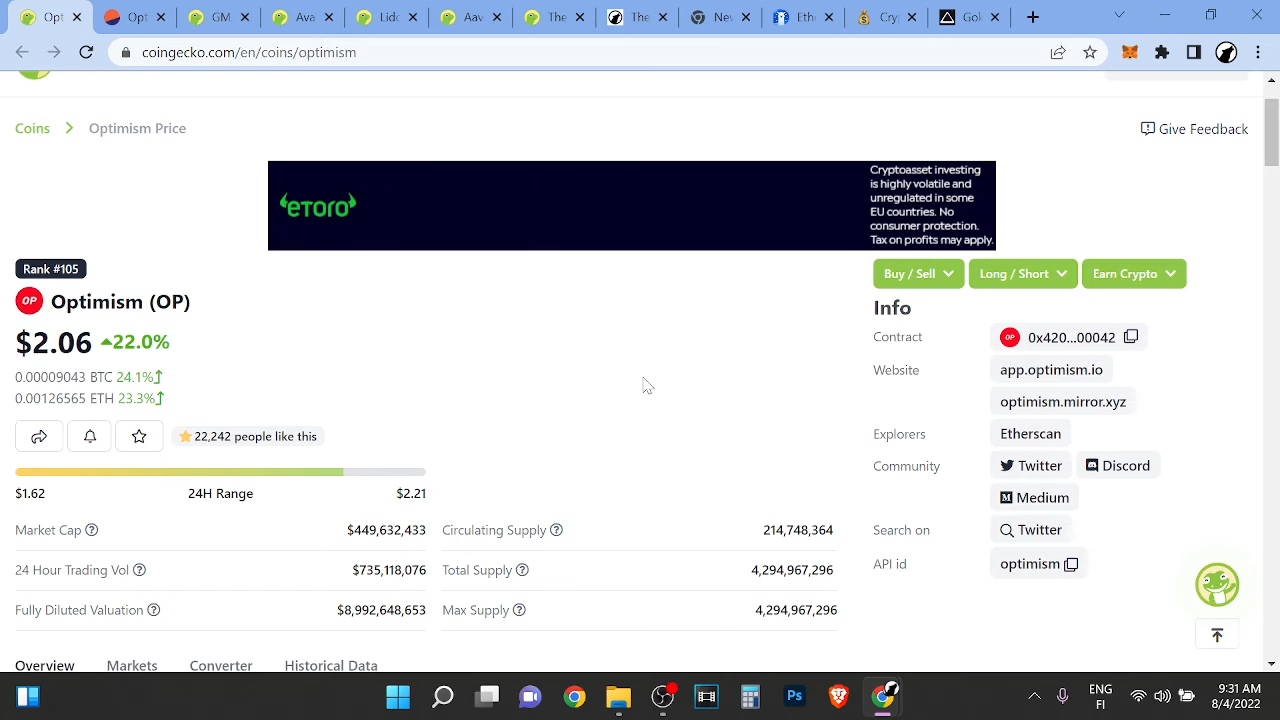 Op
Op
GM
Ave
Lid
Aav
The
The
Nev
Eth
Cry
Gol
coingecko.com/en/coins/optimism
Coins
Optimism Price
Give Feedback
etoro
Cryptoasset investing
is highly volatile and
unregulated in some
EU countries. No
consumer protection.
Tax on profits may apply.
Rank #105
OP Optimism (OP)
$2.06 22.0%
0.00009043 BTC 24.1%
0.00126565 ETH 23.3%
22,242 people like this
$1.62 24H Range $2.21
Market Cap $449,632,433
24 Hour Trading Vol $735,118,076
Fully Diluted Valuation $8,992,648,653
Circulating Supply 214,748,364
Total Supply 4,294,967,296
Max Supply 4,294,967,296
Buy / Sell Long / Short Earn Crypto
Info
Contract OP 0x420...00042
Website app.optimism.io
optimism.mirror.xyz
Explorers Etherscan
Community Twitter Discord
Medium
Search on Twitter
API id optimism
Overview Markets Converter Historical Data
Ps
ENG
FI
9:31 AM
8/4/2022